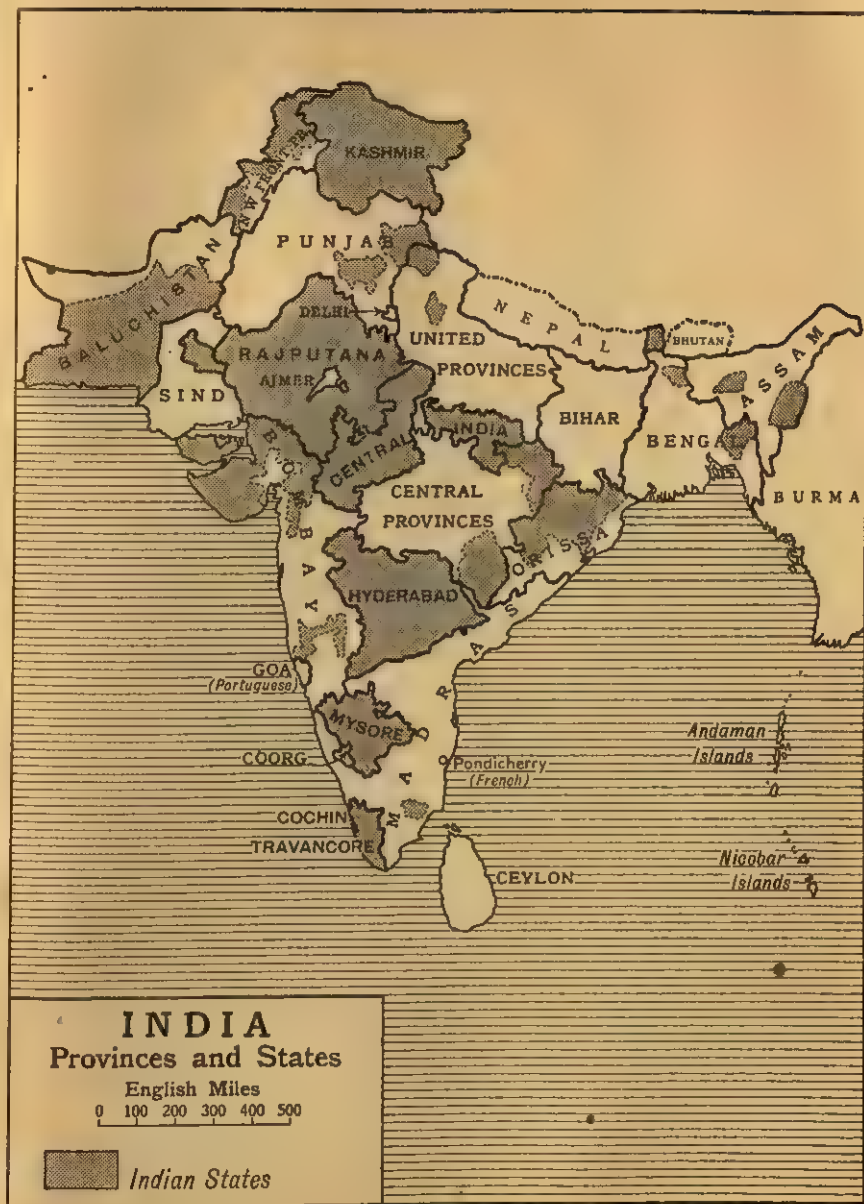 KASHMIR
N.W. FRONT. PR.
PUNJAB
BALUCHISTAN
DELHI
NEPAL
BHUTAN
RAJPUTANA
UNITED
PROVINCES
ASSAM
AJMER
SIND
BIHAR
CENTRAL INDIA
BENGAL
BOMBAY
CENTRAL
PROVINCES
BURMA
ORISSA
HYDERABAD
MADRAS
GOA
(Portuguese)
MYSORE
Andaman
Islands
COORG
Pondicherry
(French)
COCHIN
TRAVANCORE
Nicobar
Islands
CEYLON
INDIA
Provinces and States
English Miles
0 100 200 300 400 500
Indian States